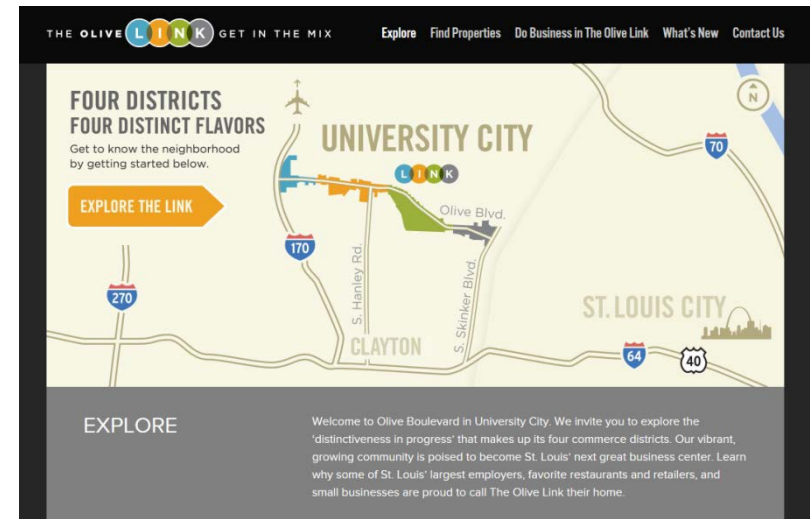 THE OLIVE LINK GET IN THE MIX
Explore Find Properties Do Business in The Olive Link What's New Contact Us
FOUR DISTRICTS
FOUR DISTINCT FLAVORS
Get to know the neighborhood
by getting started below.
EXPLORE THE LINK
N
UNIVERSITY CITY
LINK
70
Olive Blvd.
170
S. Hanley Rd.
S. Skinker Blvd.
270
ST. LOUIS CITY
CLAYTON
64
40
EXPLORE
Welcome to Olive Boulevard in University City. We invite you to explore the
'distinctiveness in progress' that makes up its four commerce districts. Our vibrant,
growing community is poised to become St. Louis' next great business center. Learn
why some of St. Louis' largest employers, favorite restaurants and retailers, and
small businesses are proud to call The Olive Link their home.